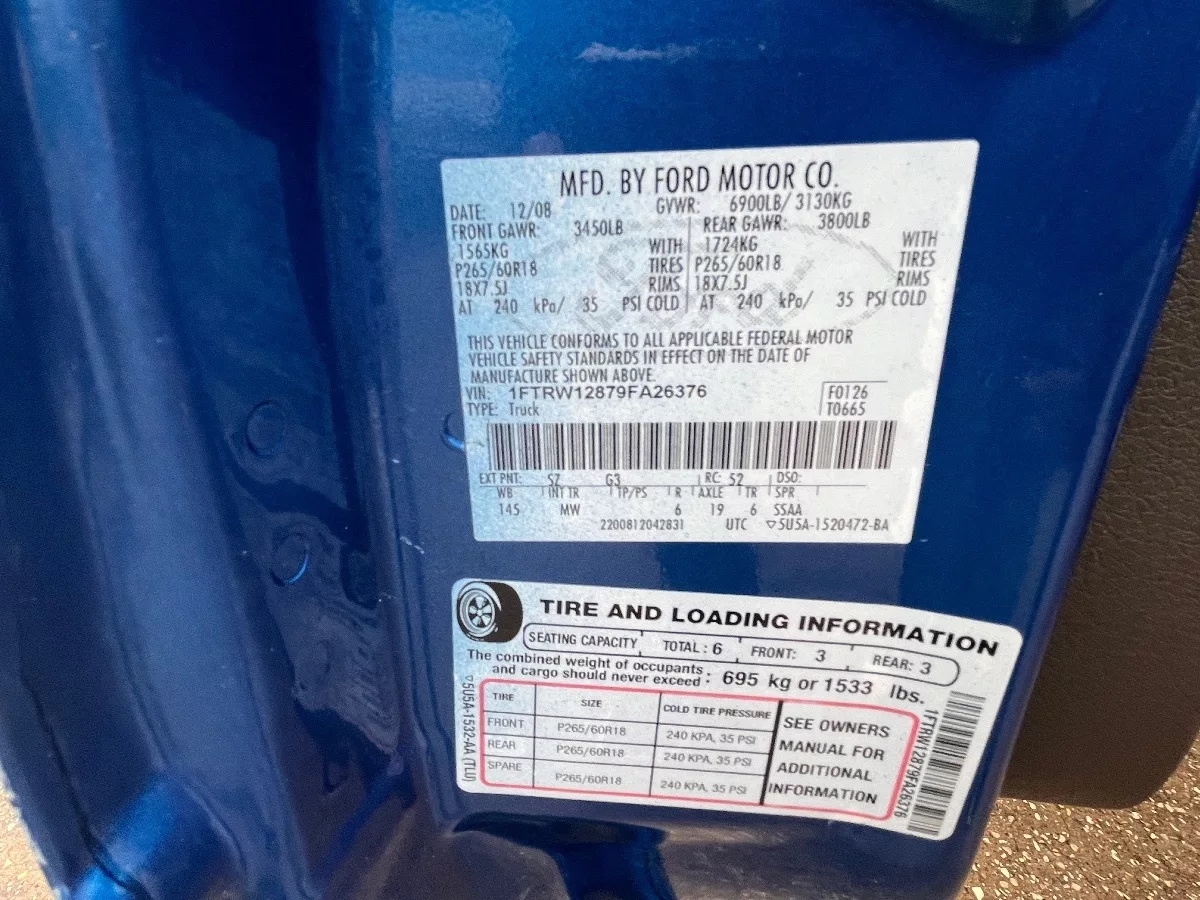 MFD. BY FORD MOTOR CO.
DATE: 12/08 GVWR: 6900LB/ 3130KG
FRONT GAWR: 3450LB REAR GAWR: 3800LB
1565KG WITH 1724KG WITH
P265/60R18 TIRES P265/60R18 TIRES
18X7.5J RIMS 18X7.5J RIMS
AT 240 kPa/ 35 PSI COLD AT 240 kPa/ 35 PSI COLD
THIS VEHICLE CONFORMS TO ALL APPLICABLE FEDERAL MOTOR
VEHICLE SAFETY STANDARDS IN EFFECT ON THE DATE OF
MANUFACTURE SHOWN ABOVE.
VIN: 1FTRW12879FA26376 F0126
TYPE: Truck T0665
EXT PNT: SZ G3 RC: 52 DSO:
WB INT TR TP/PS R AXLE TR SPR
145 MW 6 19 6 SSAA
2200812042831 UTC ▽5U5A-1520472-BA
TIRE AND LOADING INFORMATION
SEATING CAPACITY TOTAL : 6 FRONT: 3 REAR: 3
The combined weight of occupants
and cargo should never exceed : 695 kg or 1533 lbs.
TIRE SIZE COLD TIRE PRESSURE
FRONT P265/60R18 240 KPA, 35 PSI
REAR P265/60R18 240 KPA, 35 PSI
SPARE P265/60R18 240 KPA, 35 PSI
SEE OWNERS
MANUAL FOR
ADDITIONAL
INFORMATION
▽5U5A-1532-AA (TLU)
1FTRW12879FA26376